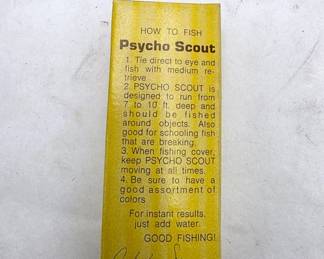 HOW TO FISH
Psycho Scout
1. Tie direct to eye and
fish with medium re-
trieve
2. PSYCHO SCOUT is
designed to run from
7 to 10 ft. deep and
should be fished
around objects. Also
good for schooling fish
that are breaking.
3. When fishing cover,
keep PSYCHO SCOUT
moving at all times.
4. Be sure to have a
good assortment of
colors
For instant results,
just add water.
GOOD FISHING!